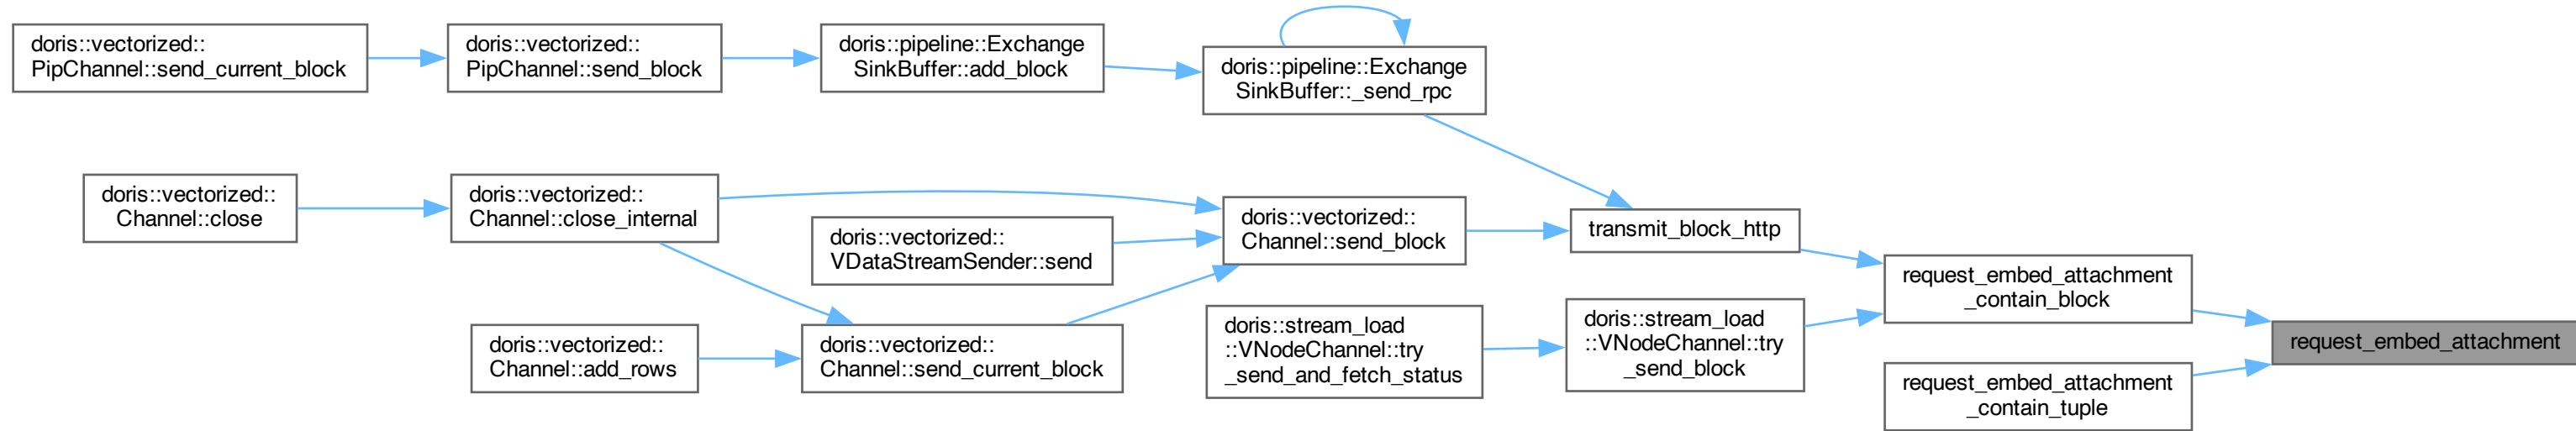 doris::vectorized::
PipChannel::send_current_block
doris::vectorized::
PipChannel::send_block
doris::pipeline::Exchange
SinkBuffer::add_block
doris::pipeline::Exchange
SinkBuffer::_send_rpc
doris::vectorized::
Channel::close
doris::vectorized::
Channel::close_internal
doris::vectorized::
VDataStreamSender::send
doris::vectorized::
Channel::send_block
transmit_block_http
doris::vectorized::
Channel::add_rows
doris::vectorized::
Channel::send_current_block
doris::stream_load
::VNodeChannel::try
_send_and_fetch_status
doris::stream_load
::VNodeChannel::try
_send_block
request_embed_attachment
_contain_block
request_embed_attachment
_contain_tuple
request_embed_attachment